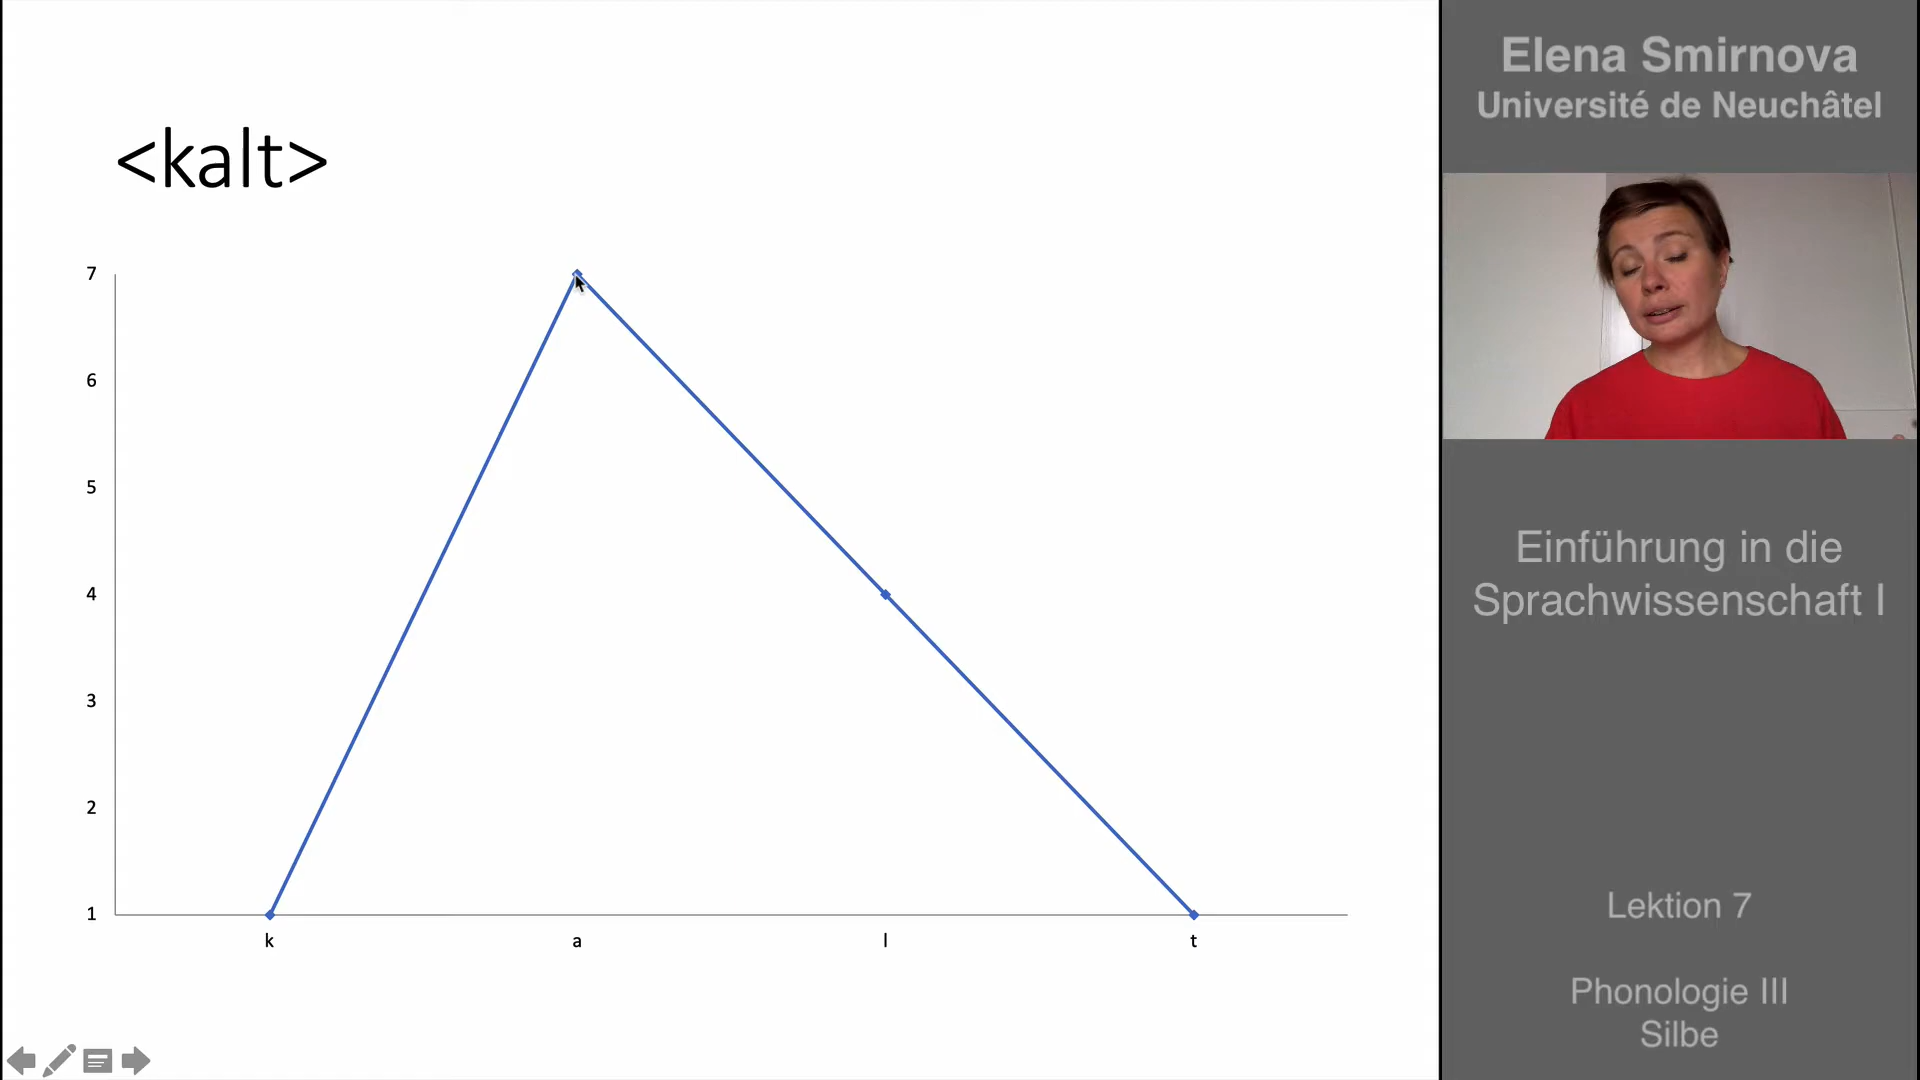 <kalt>
7
6
5
4
3
2
1
k a l t
Elena Smirnova
Université de Neuchâtel
Einführung in die
Sprachwissenschaft I
Lektion 7
Phonologie III
Silbe